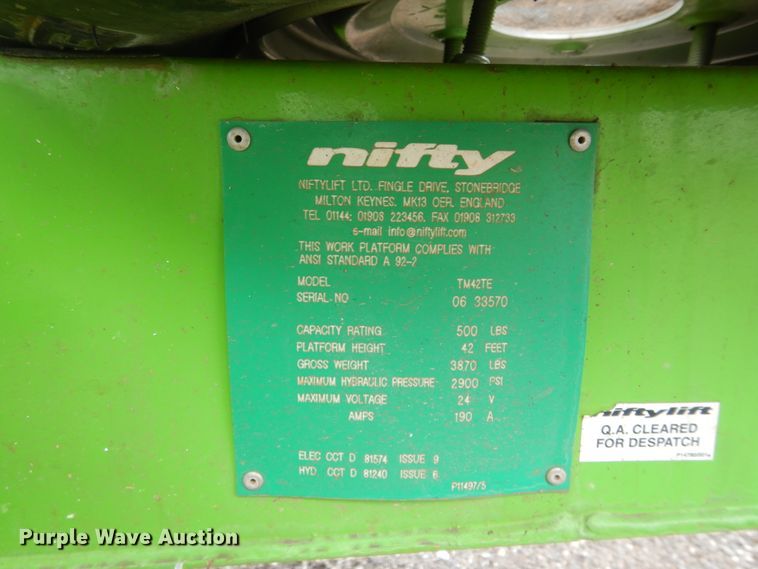 nifty
NIFTYLIFT LTD. FINGLE DRIVE, STONEBRIDGE
MILTON KEYNES, MK13 OER, ENGLAND
TEL 01144; 01908 223456, FAX 01908 312733
e-mail info@niftylift.com
THIS WORK PLATFORM COMPLIES WITH
ANSI STANDARD A 92-2
MODEL TM42TE
SERIAL NO 06 33570
CAPACITY RATING 500 LBS
PLATFORM HEIGHT 42 FEET
GROSS WEIGHT 3870 LBS
MAXIMUM HYDRAULIC PRESSURE 2900 PSI
MAXIMUM VOLTAGE 24 V
AMPS 190 A
ELEC CCT D 81574 ISSUE 9
HYD. CCT D 81240 ISSUE 6
P11497/5
niftylift
Q.A. CLEARED
FOR DESPATCH
Purple Wave Auction